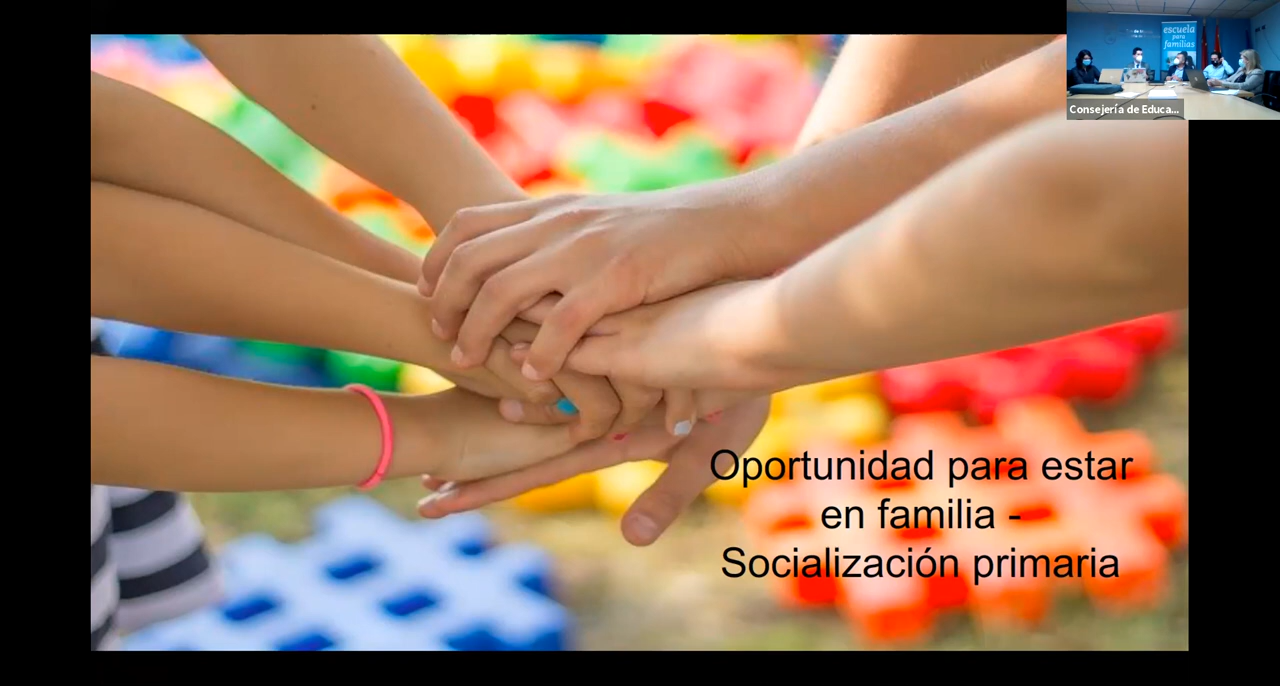 escuela
para
familias
Consejería de Educa...
Oportunidad para estar
en familia -
Socialización primaria